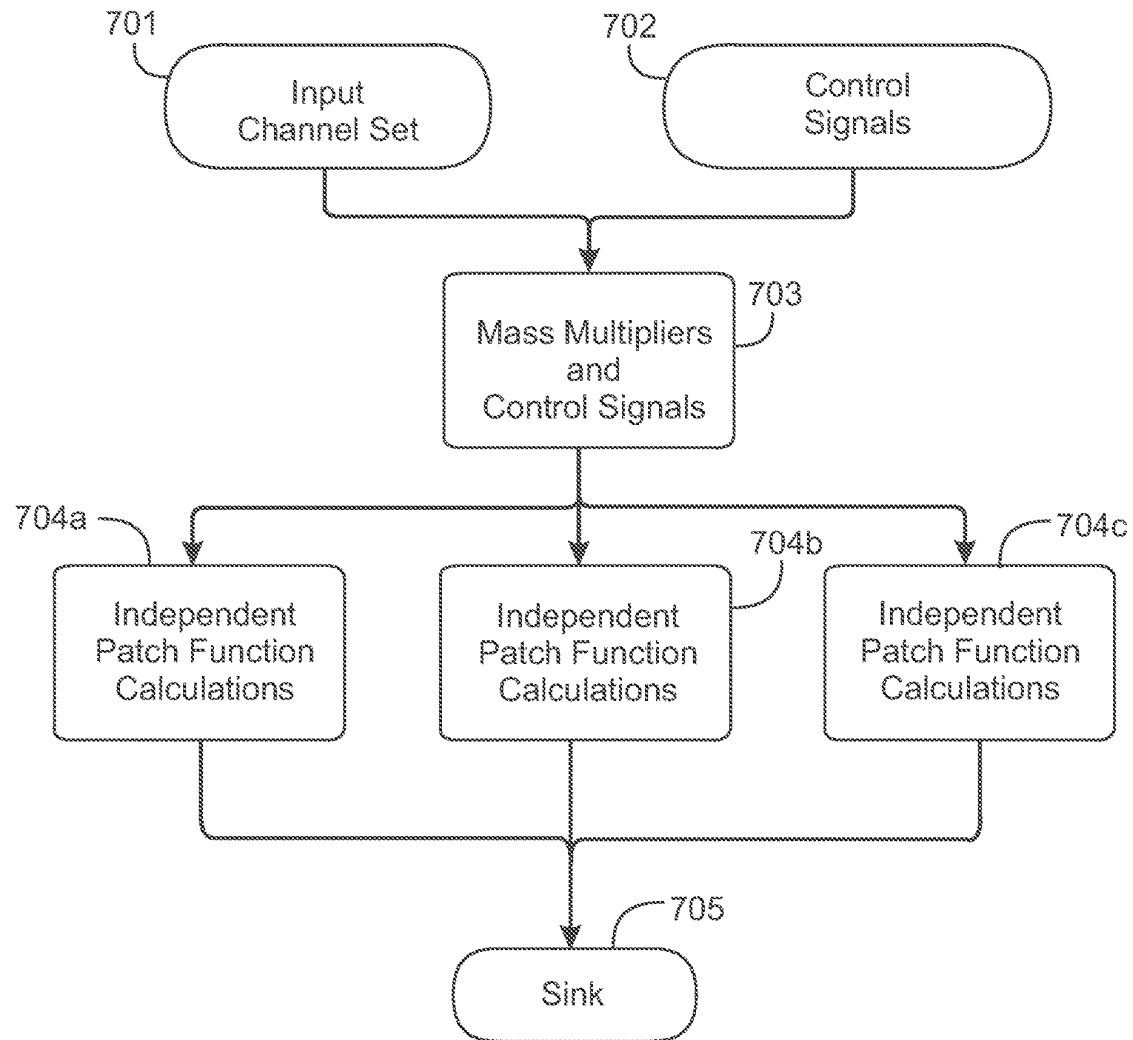 701
Input
Channel Set
702
Control
Signals
703
Mass Multipliers
and
Control Signals
704a
Independent
Patch Function
Calculations
704b
Independent
Patch Function
Calculations
704c
Independent
Patch Function
Calculations
705
Sink